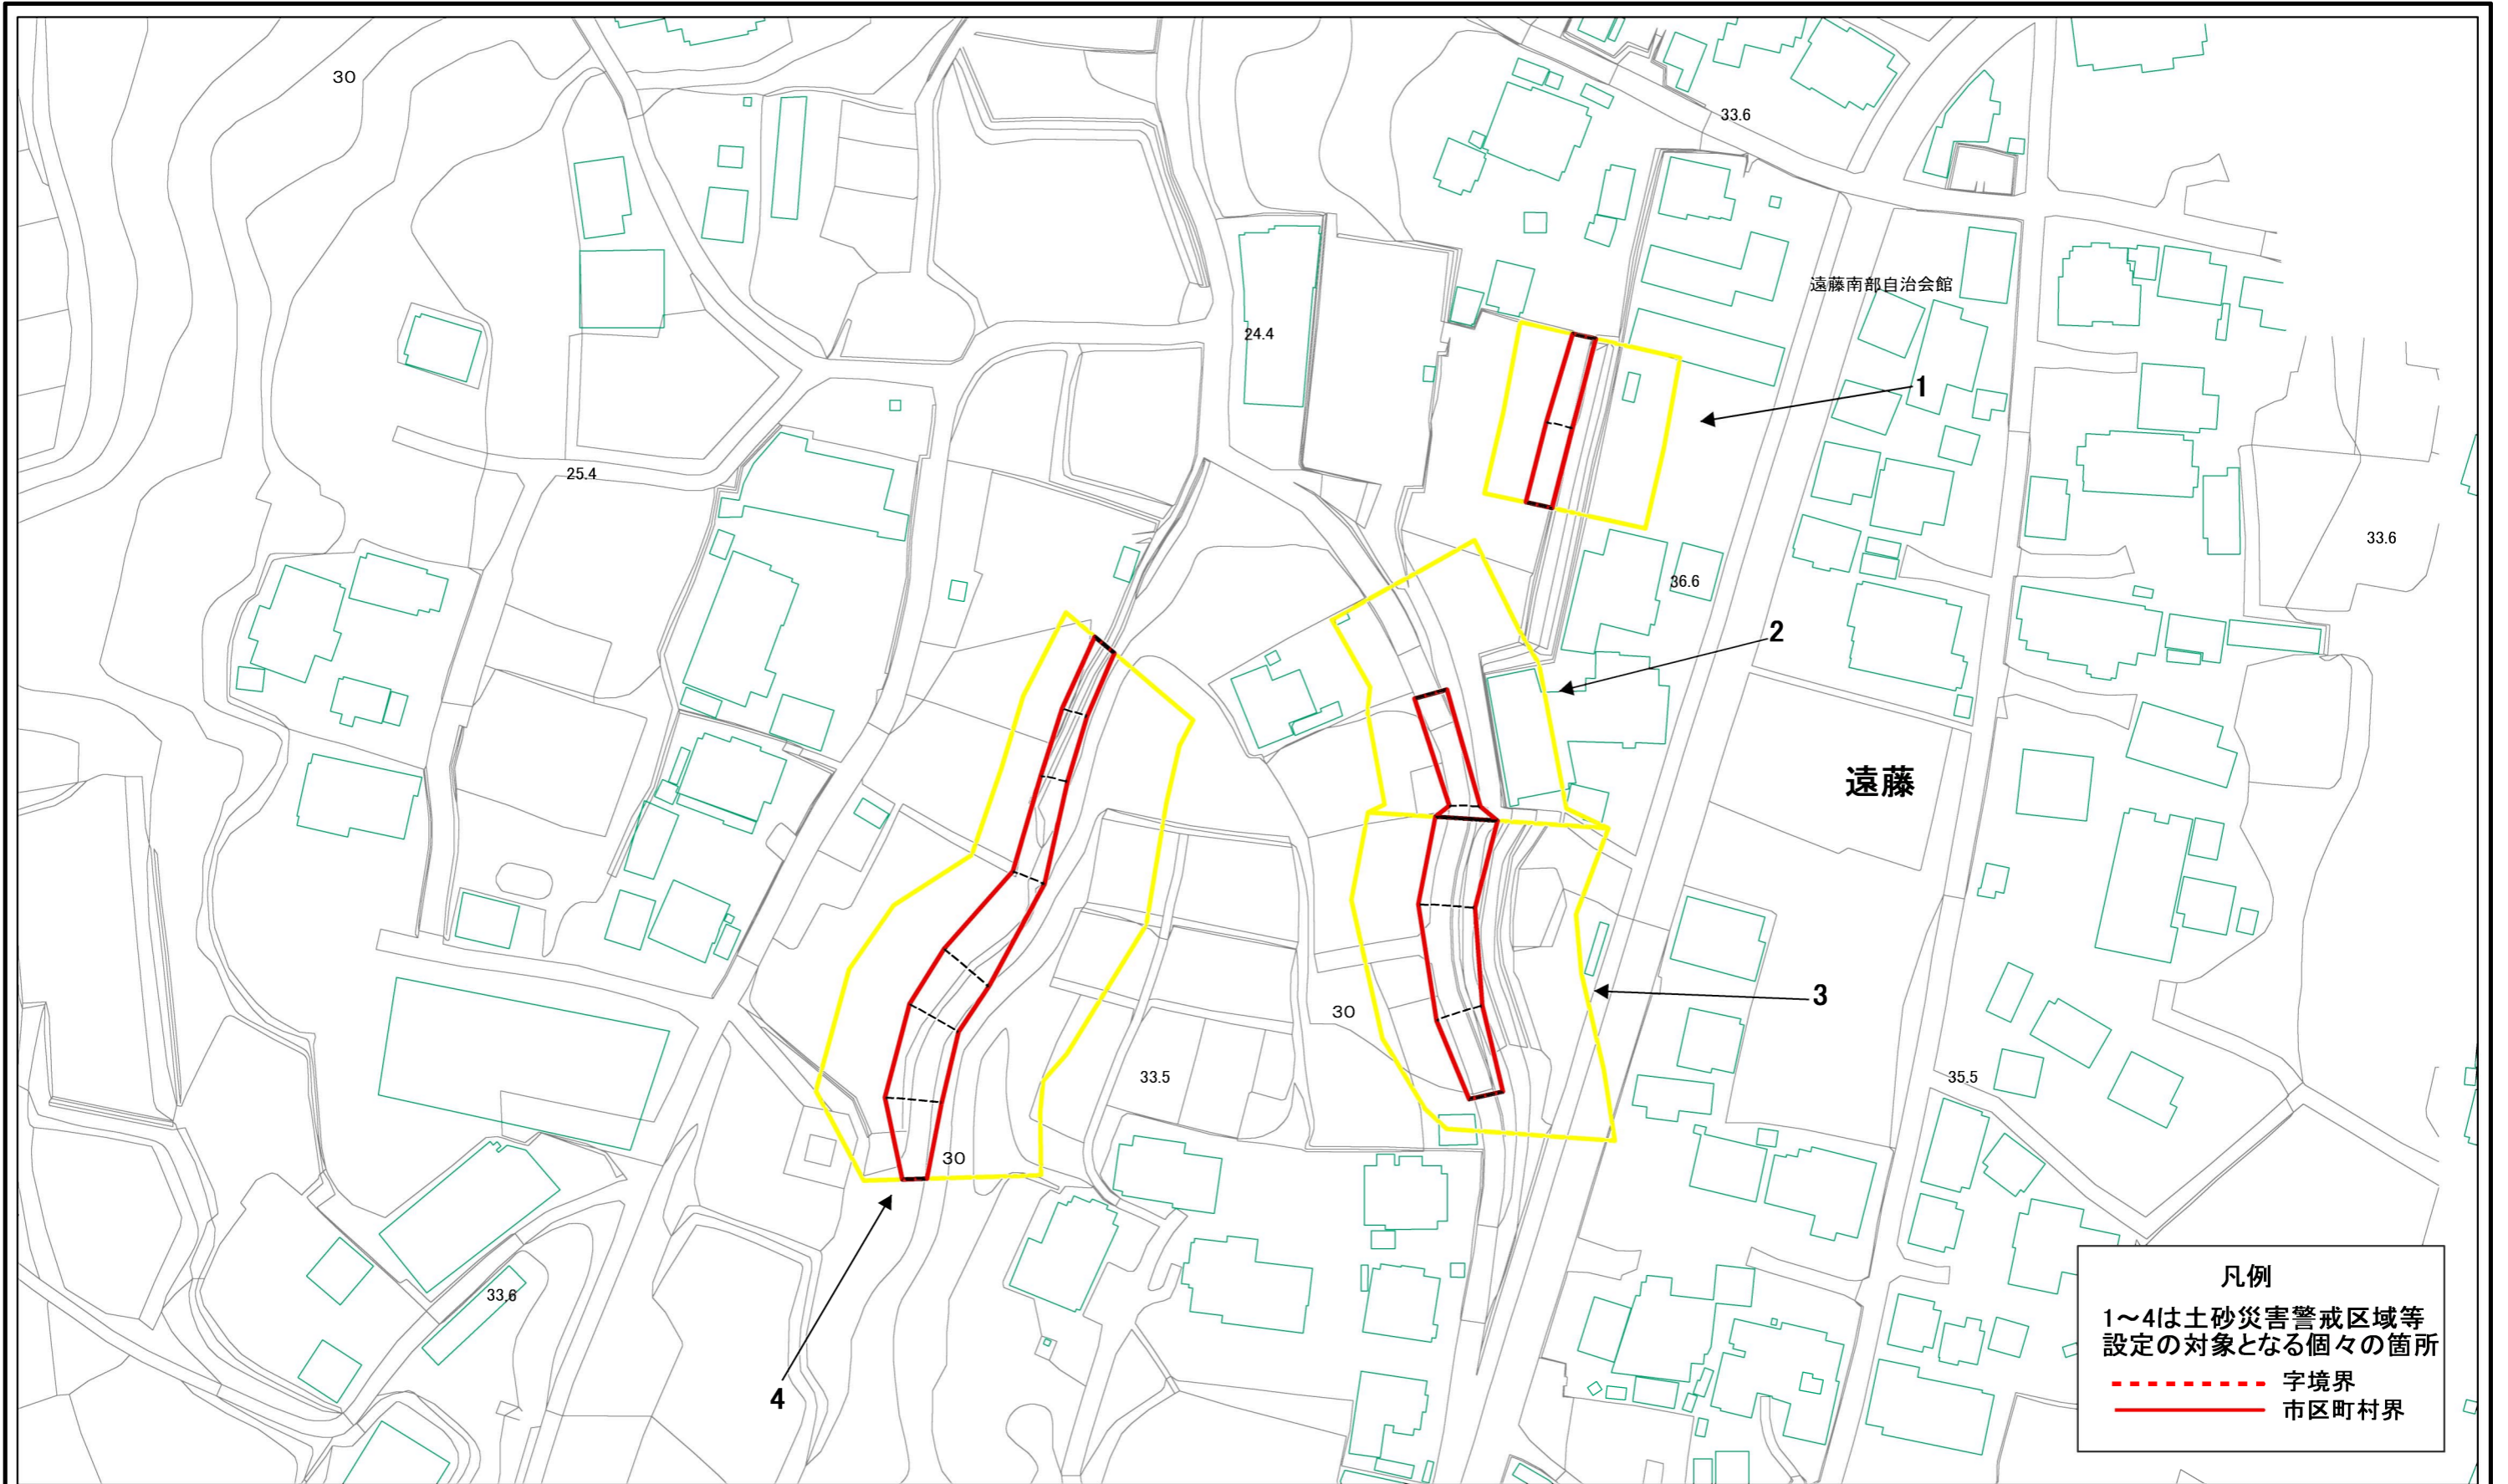 30
33.6
遠藤南部自治会館
24.4
1
25.4
33.6
36.6
2
遠藤
3
30
33.5
35.5
30
4
33.6
凡例
1～4は土砂災害警戒区域等
設定の対象となる個々の箇所
字境界
市区町村界